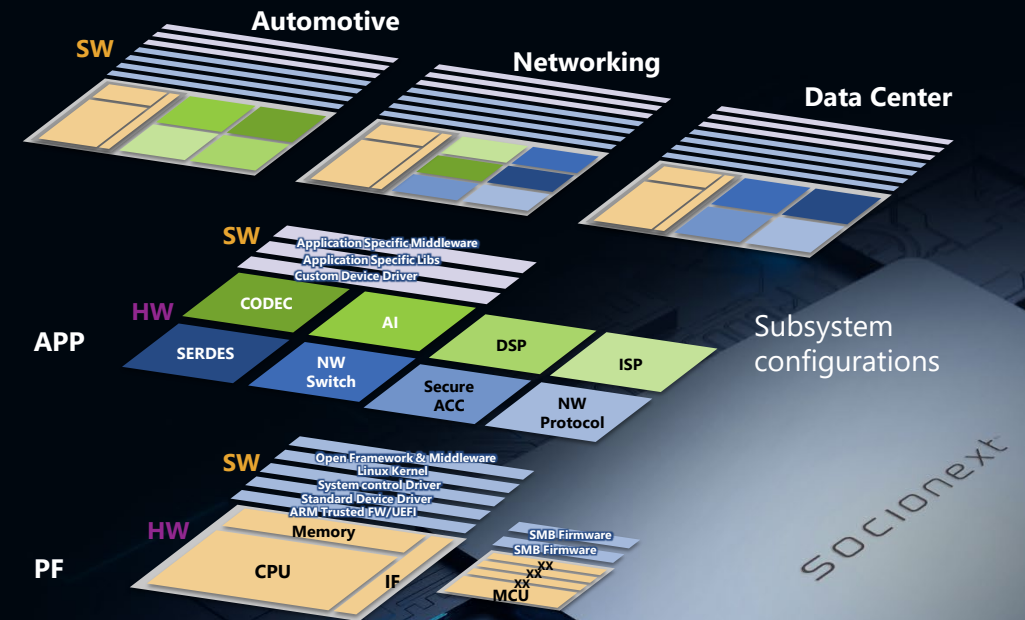 Automotive
SW
Networking
Data Center
SW
Application Specific Middleware
Application Specific Libs
Custom Device Driver
HW
CODEC
AI
DSP
ISP
APP
SERDES
NW
Switch
Secure
ACC
NW
Protocol
Subsystem
configurations
SW
Open Framework & Middleware
Linux Kernel
System control Driver
Standard Device Driver
ARM Trusted FW/UEFI
HW
Memory
CPU
IF
PF
SMB Firmware
SMB Firmware
XX
XX
XX
MCU
socionext